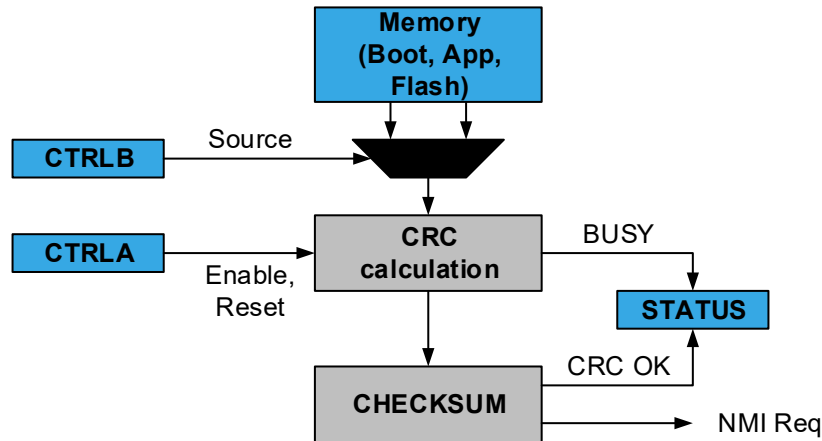 Memory
(Boot, App,
Flash)
Source
CTRLB
CRC
calculation
BUSY
CTRLA
Enable,
Reset
STATUS
CRC OK
CHECKSUM
NMI Req